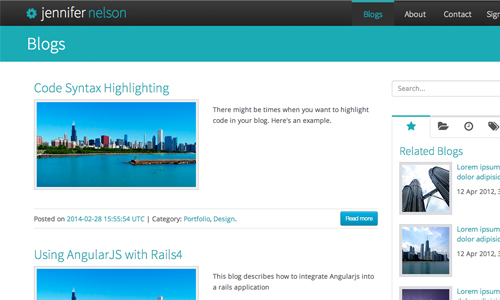 jennifer nelson
Blogs About Contact Sig
Blogs
Code Syntax Highlighting
There might be times when you want to highlight
code in your blog. Here's an example.
Posted on 2014-02-28 15:55:54 UTC | Category: Portfolio, Design.
Read more
Using AngularJS with Rails4
This blog describes how to integrate Angularjs into
a rails application
Search...
Related Blogs
Lorem ipsum
dolor adipisi
12 Apr 2012, 3
Lorem ipsum
dolor adipisi
12 Apr 2012, 3
Lorem ipsum
dolor adipisi